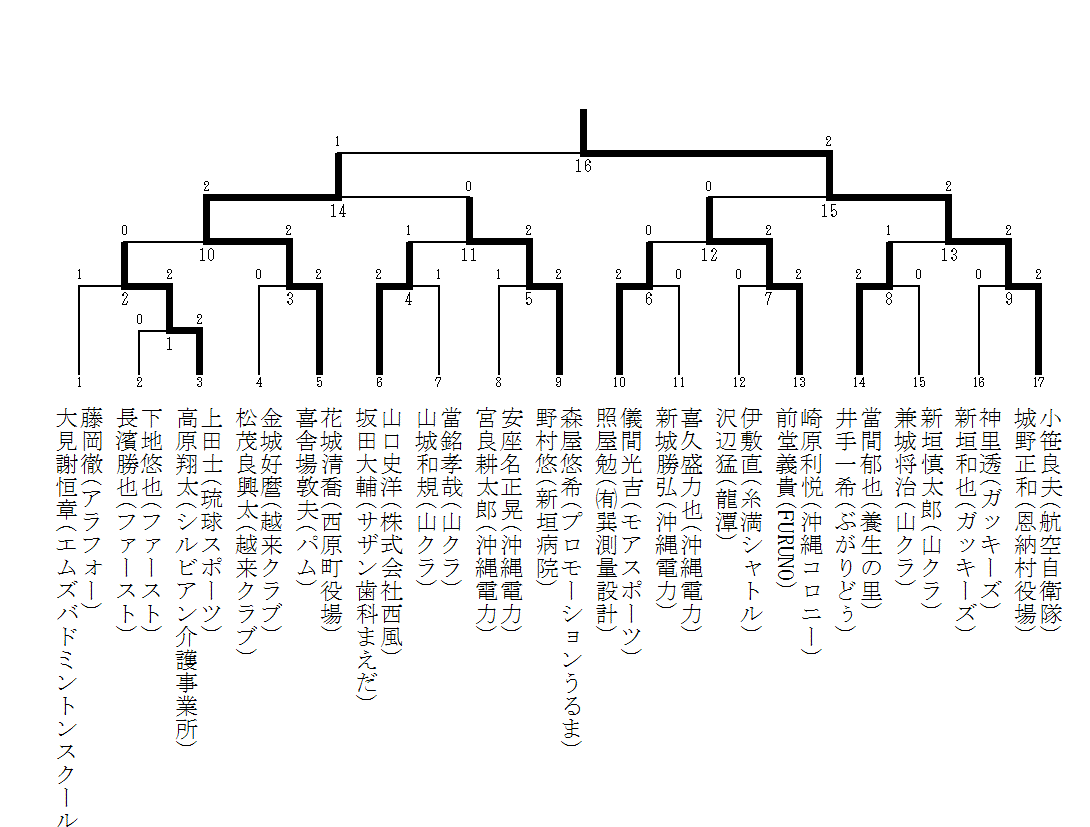 1
2
16
2
0
0
2
14
15
0
2
1
2
0
2
1
2
10
11
12
13
1
2
0
2
2
1
1
2
2
0
0
2
2
0
0
2
2
3
4
5
6
7
8
9
0
2
1
1
2
3
4
5
6
7
8
9
10
11
12
13
14
15
16
17
藤岡徹(アラフォー)
大見謝恒章(エムズバドミントンスクール
下地悠也(ファースト)
長濱勝也(ファースト)
上田士(琉球スポーツ)
高原翔太(シルビアン介護事業所)
金城好麿(越来クラブ)
松茂良興太(越来クラブ)
花城清喬(西原町役場)
喜舎場敦夫(パム)
山口史洋(株式会社西風)
坂田大輔(サザン歯科まえだ)
當銘孝哉(山クラ)
山城和規(山クラ)
安座名正晃(沖縄電力)
宮良耕太郎(沖縄電力)
森屋悠希(プロモーションうるま)
野村悠(新垣病院)
儀間光吉(モアスポーツ)
照屋勉(㈲巽測量設計)
喜久盛力也(沖縄電力)
新城勝弘(沖縄電力)
伊敷直(糸満シャトル)
沢辺猛(龍潭)
崎原利悦(沖縄コロニー)
前堂義貴(FURUNO)
當間郁也(養生の里)
井手一希(ぶがりどぅ)
新垣慎太郎(山クラ)
兼城将治(山クラ)
神里透(ガッキーズ)
新垣和也(ガッキーズ)
小笹良夫(航空自衛隊)
城野正和(恩納村役場)